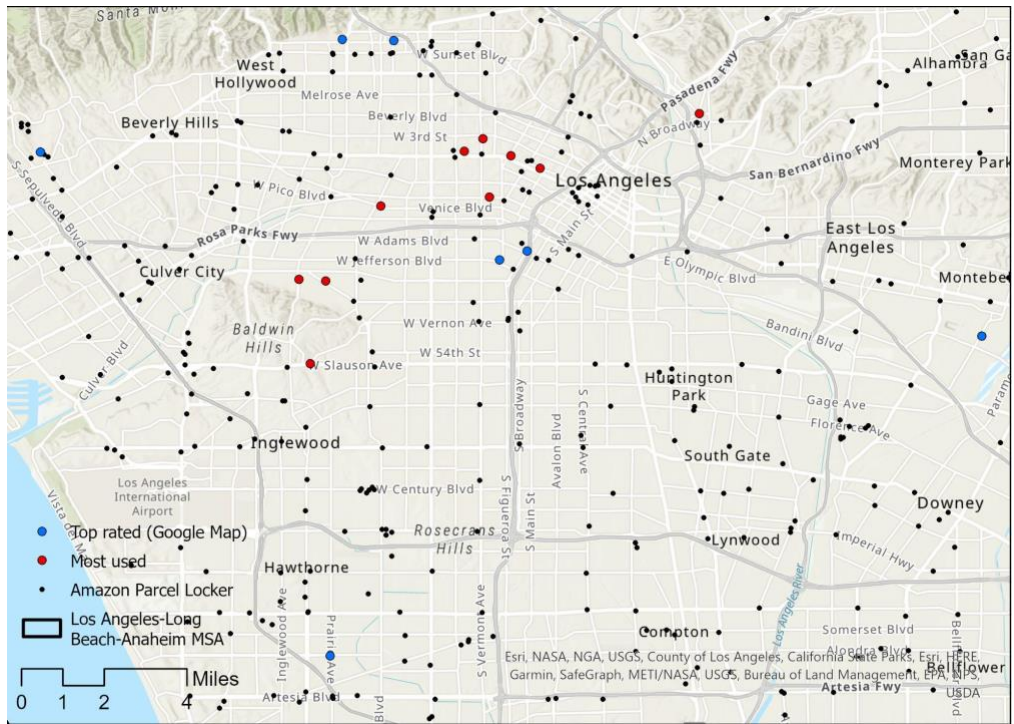 Santa Mon
San Ga
Alhambra
W Sunset Blvd
West
Hollywood
Pasadena Fwy
Melrose Ave
Beverly Blvd
Beverly Hills
W 3rd St
N Broadway
San Bernardino Fwy
Monterey Park
Los Angeles
W Pico Blvd
Venice Blvd
S Sepulveda Blvd
S Main St
Rosa Parks Fwy
W Adams Blvd
East Los
Angeles
W Jefferson Blvd
E Olympic Blvd
Culver City
Montebe
Baldwin
Hills
W Vernon Ave
Bandini Blvd
W 54th St
W Slauson Ave
Culver Blvd
Huntington
Park
Param
Gage Ave
Florence Ave
S Broadway
Avalon Blvd
S Central Ave
Inglewood
South Gate
Los Angeles
International
Airport
W Century Blvd
S Figueroa St
S Main St
Downey
Vista del M
Top rated (Google Map)
Rosecrans
Hills
Lynwood
Imperial Hwy
Most used
Hawthorne
Amazon Parcel Locker
Los Angeles River
Los Angeles-Long
Beach-Anaheim MSA
Inglewood Ave
Prairie Ave
S Vermont Ave
Compton
Somerset Blvd
Alondra Blvd
Bellflower
Bell
Blvd
Esri, NASA, NGA, USGS, County of Los Angeles, California State Parks, Esri, HERE,
Garmin, SafeGraph, METI/NASA, USGS, Bureau of Land Management, EPA, NPS,
USDA
Miles
0 1 2 4
Artesia Blvd
Blvd
Artesia Fwy